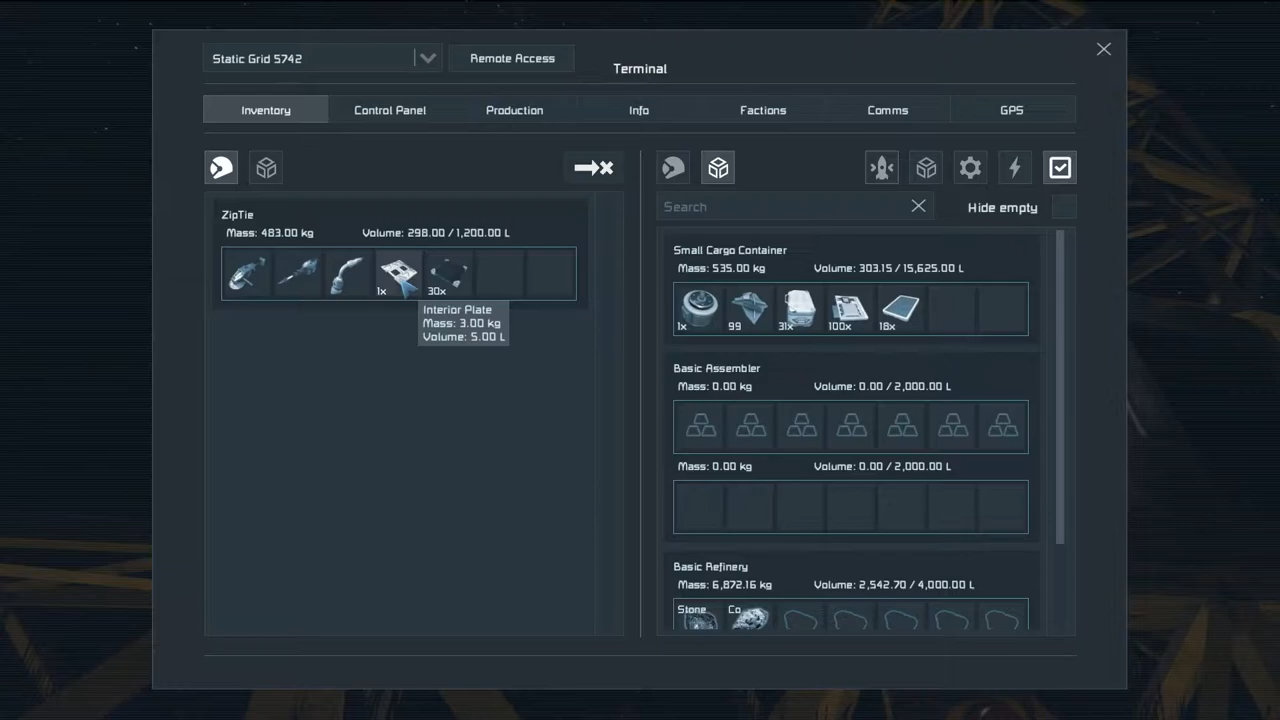 Static Grid 5742
Remote Access
Terminal
Inventory
Control Panel
Production
Info
Factions
Comms
GPS
ZipTie
Mass: 483.00 kg
Volume: 298.00 / 1,200.00 L
1x
30x
Interior Plate
Mass: 3.00 kg
Volume: 5.00 L
Search
Hide empty
Small Cargo Container
Mass: 535.00 kg
Volume: 303.15 / 15,625.00 L
1x
99
31x
100x
18x
Basic Assembler
Mass: 0.00 kg
Volume: 0.00 / 2,000.00 L
Mass: 0.00 kg
Volume: 0.00 / 2,000.00 L
Basic Refinery
Mass: 6,872.16 kg
Volume: 2,542.70 / 4,000.00 L
Stone
Co